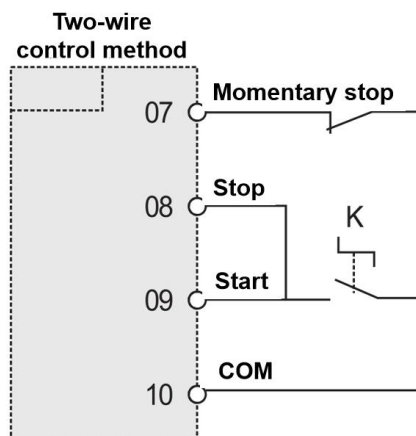 Two-wire
control method
07 Momentary stop
08 Stop
K
09 Start
10 COM